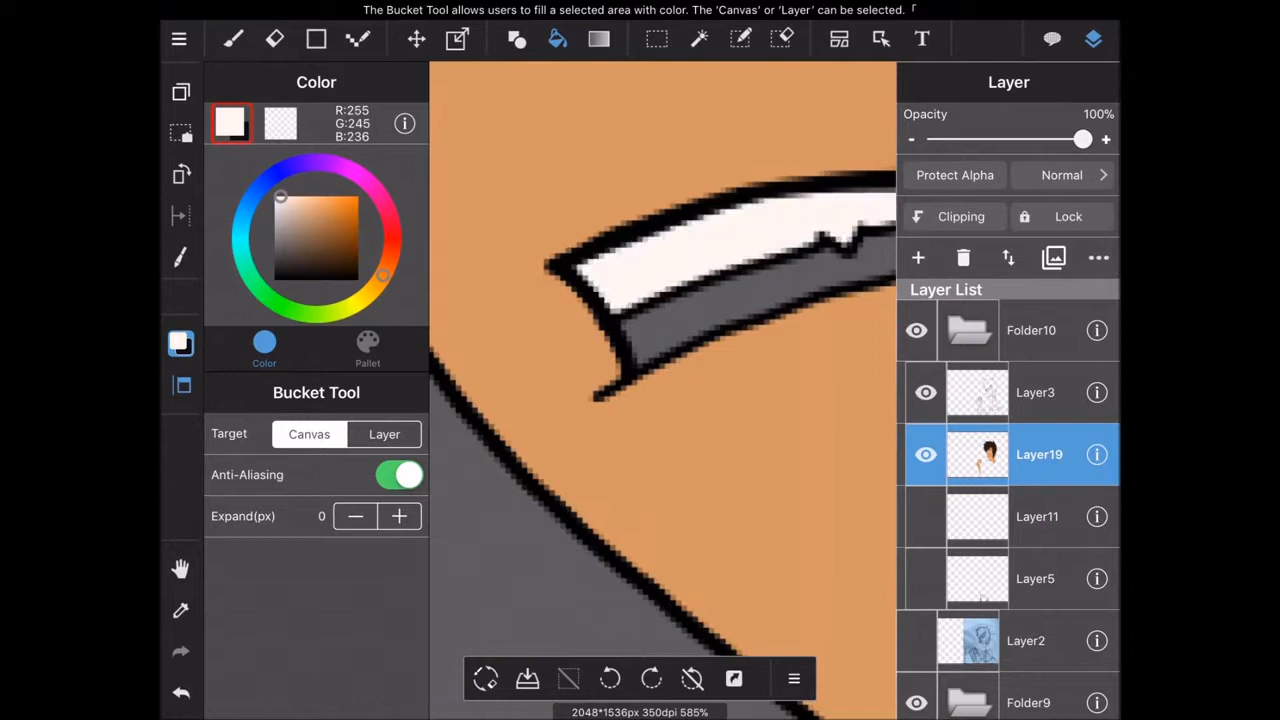 The Bucket Tool allows users to fill a selected area with color. The 'Canvas' or 'Layer' can be selected.「
T
Color
R:255
G:245
B:236
Color
Pallet
Bucket Tool
Target
Canvas
Layer
Anti-Aliasing
Expand(px)
0
2048*1536px 350dpi 585%
Layer
Opacity
100%
Protect Alpha
Normal
Clipping
Lock
Layer List
Folder10
Layer3
Layer19
Layer11
Layer5
Layer2
Folder9